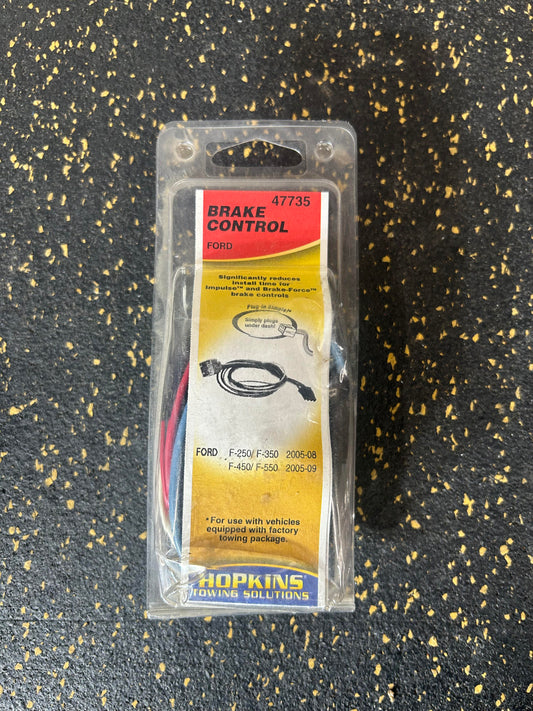 47735
BRAKE
CONTROL
FORD
Significantly reduces
install time for
Impulse™ and Brake-Force™
brake controls
Plug-In Simple!®
Simply plugs
under dash!
FORD F-250/ F-350 2005-08
F-450/ F-550 2005-09
*For use with vehicles
equipped with factory
towing package.
HOPKINS
TOWING SOLUTIONS™